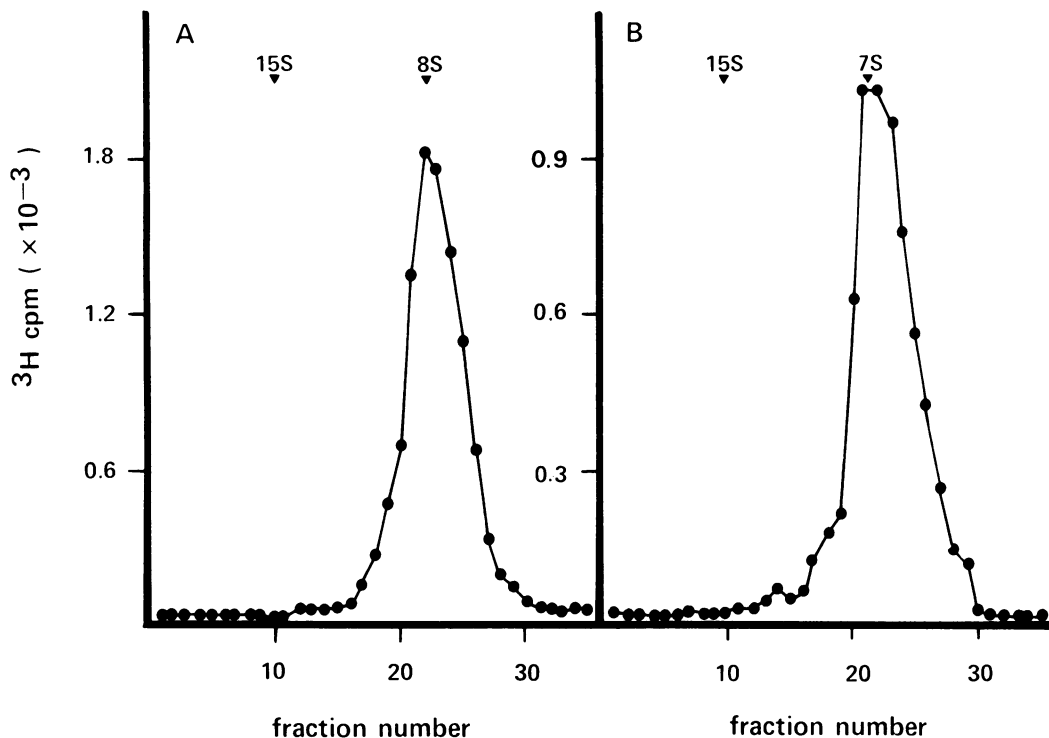 A
B
15S
8S
15S
7S
1.8
1.2
0.6
0.9
0.6
0.3
³H cpm ( × 10⁻³ )
10
20
30
10
20
30
fraction number
fraction number